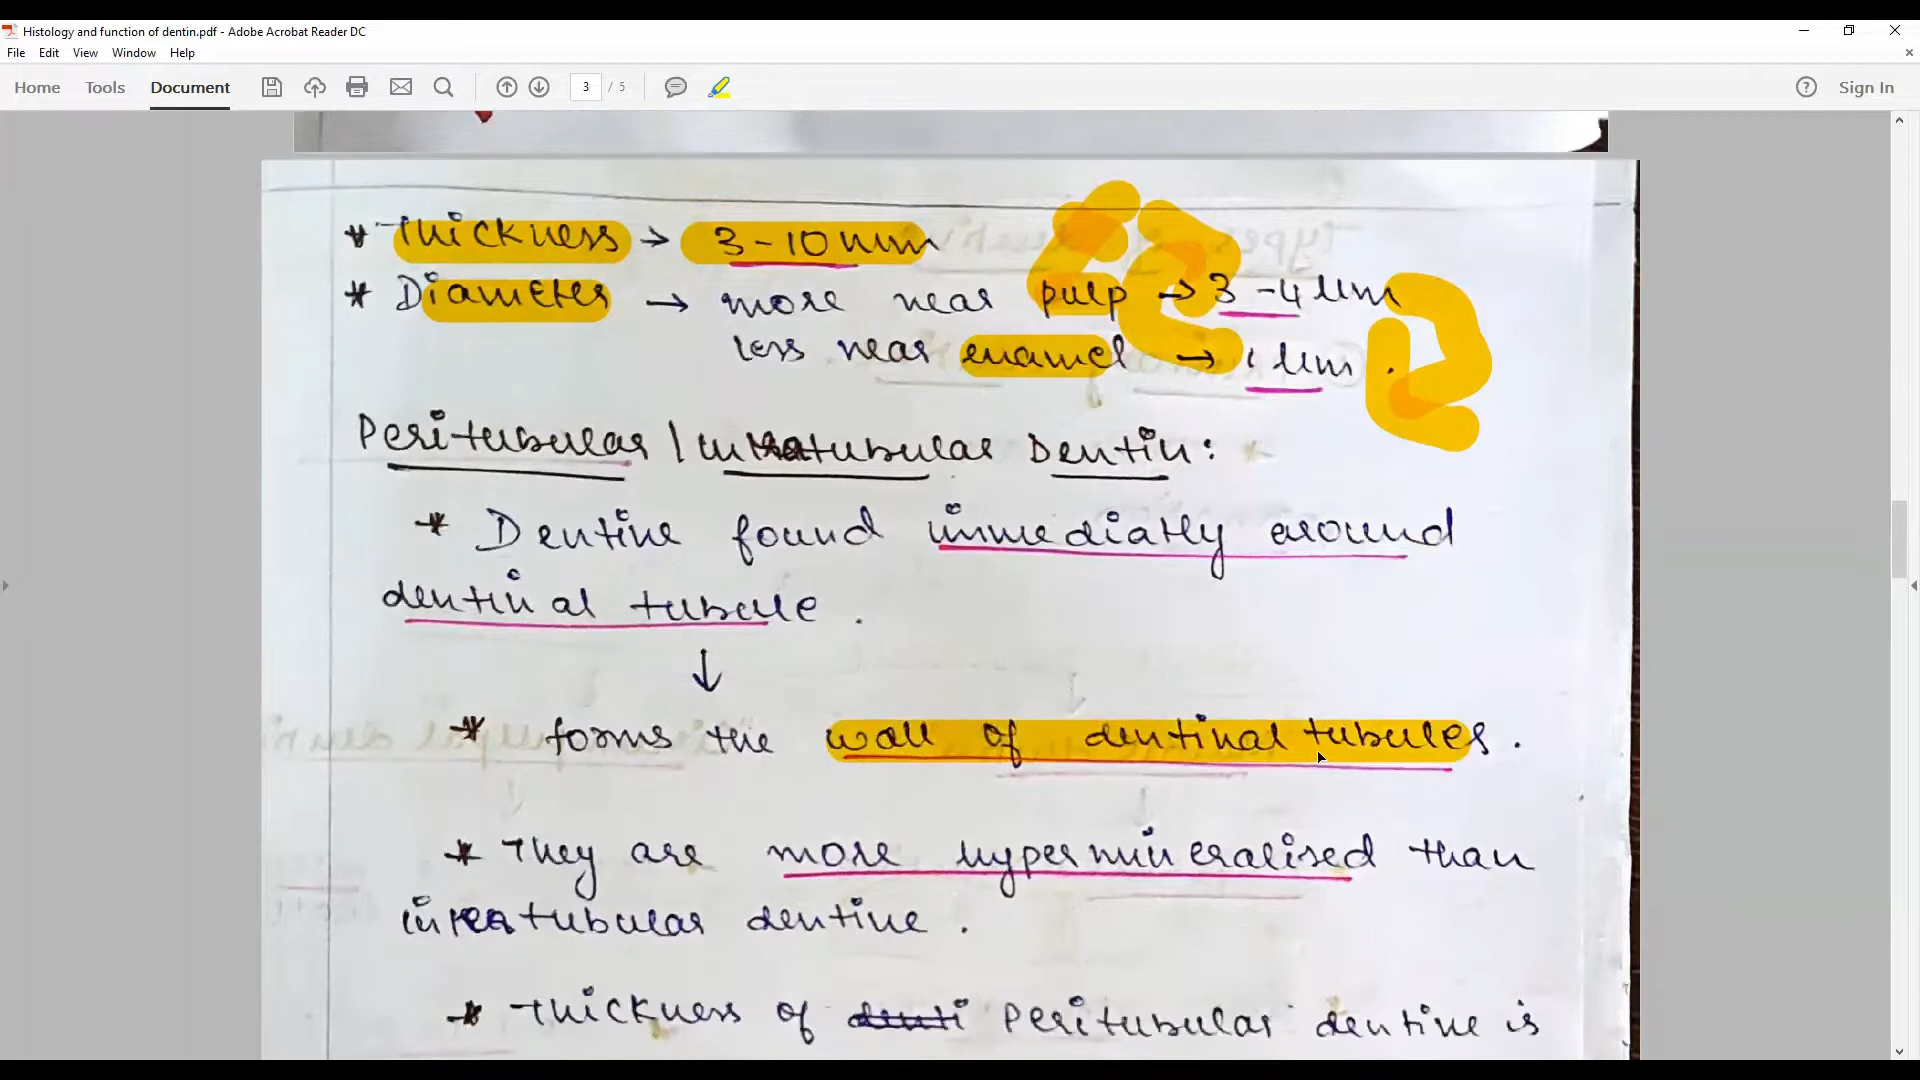 Histology and function of dentin.pdf - Adobe Acrobat Reader DC
File Edit View Window Help
Home Tools Document 3 / 5 Sign In
* Thickness → 3-10 mm
* Diameter → more near pulp → 3-4 μm
less near enamel → 1 μm.
Peritubular / Intratubular Dentin:
* Dentine found immediatly around
dentinal tubule.
↓
* forms the wall of dentinal tubules.
* They are more hypermineralised than
dentine.
* Thickness of Peritubular dentine is